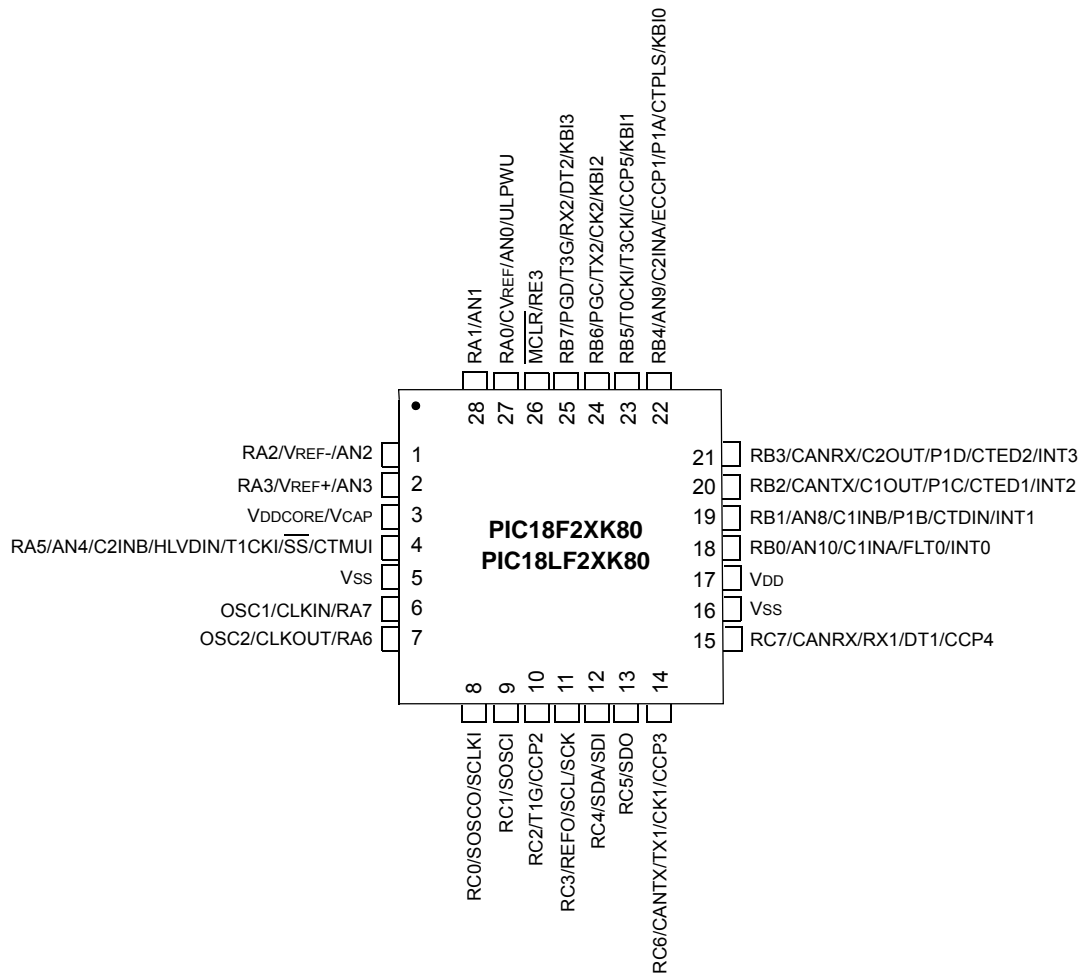 RA1/AN1
RA0/CVREF/AN0/ULPWU
MCLR/RE3
RB7/PGD/T3G/RX2/DT2/KBI3
RB6/PGC/TX2/CK2/KBI2
RB5/T0CKI/T3CKI/CCP5/KBI1
RB4/AN9/C2INA/ECCP1/P1A/CTPLS/KBI0
28
27
26
25
24
23
22
RA2/VREF-/AN2 1
RA3/VREF+/AN3 2
VDDCORE/VCAP 3
RA5/AN4/C2INB/HLVDIN/T1CKI/SS/CTMUI 4
VSS 5
OSC1/CLKIN/RA7 6
OSC2/CLKOUT/RA6 7
PIC18F2XK80
PIC18LF2XK80
21 RB3/CANRX/C2OUT/P1D/CTED2/INT3
20 RB2/CANTX/C1OUT/P1C/CTED1/INT2
19 RB1/AN8/C1INB/P1B/CTDIN/INT1
18 RB0/AN10/C1INA/FLT0/INT0
17 VDD
16 VSS
15 RC7/CANRX/RX1/DT1/CCP4
8
9
10
11
12
13
14
RC0/SOSCO/SCLKI
RC1/SOSCI
RC2/T1G/CCP2
RC3/REFO/SCL/SCK
RC4/SDA/SDI
RC5/SDO
RC6/CANTX/TX1/CK1/CCP3